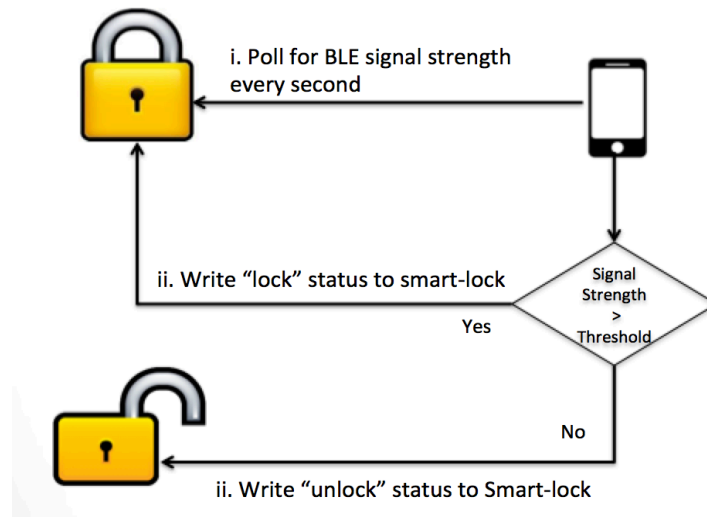 i. Poll for BLE signal strength
every second
ii. Write “lock” status to smart-lock
Signal
Strength
>
Threshold
Yes
No
ii. Write “unlock” status to Smart-lock